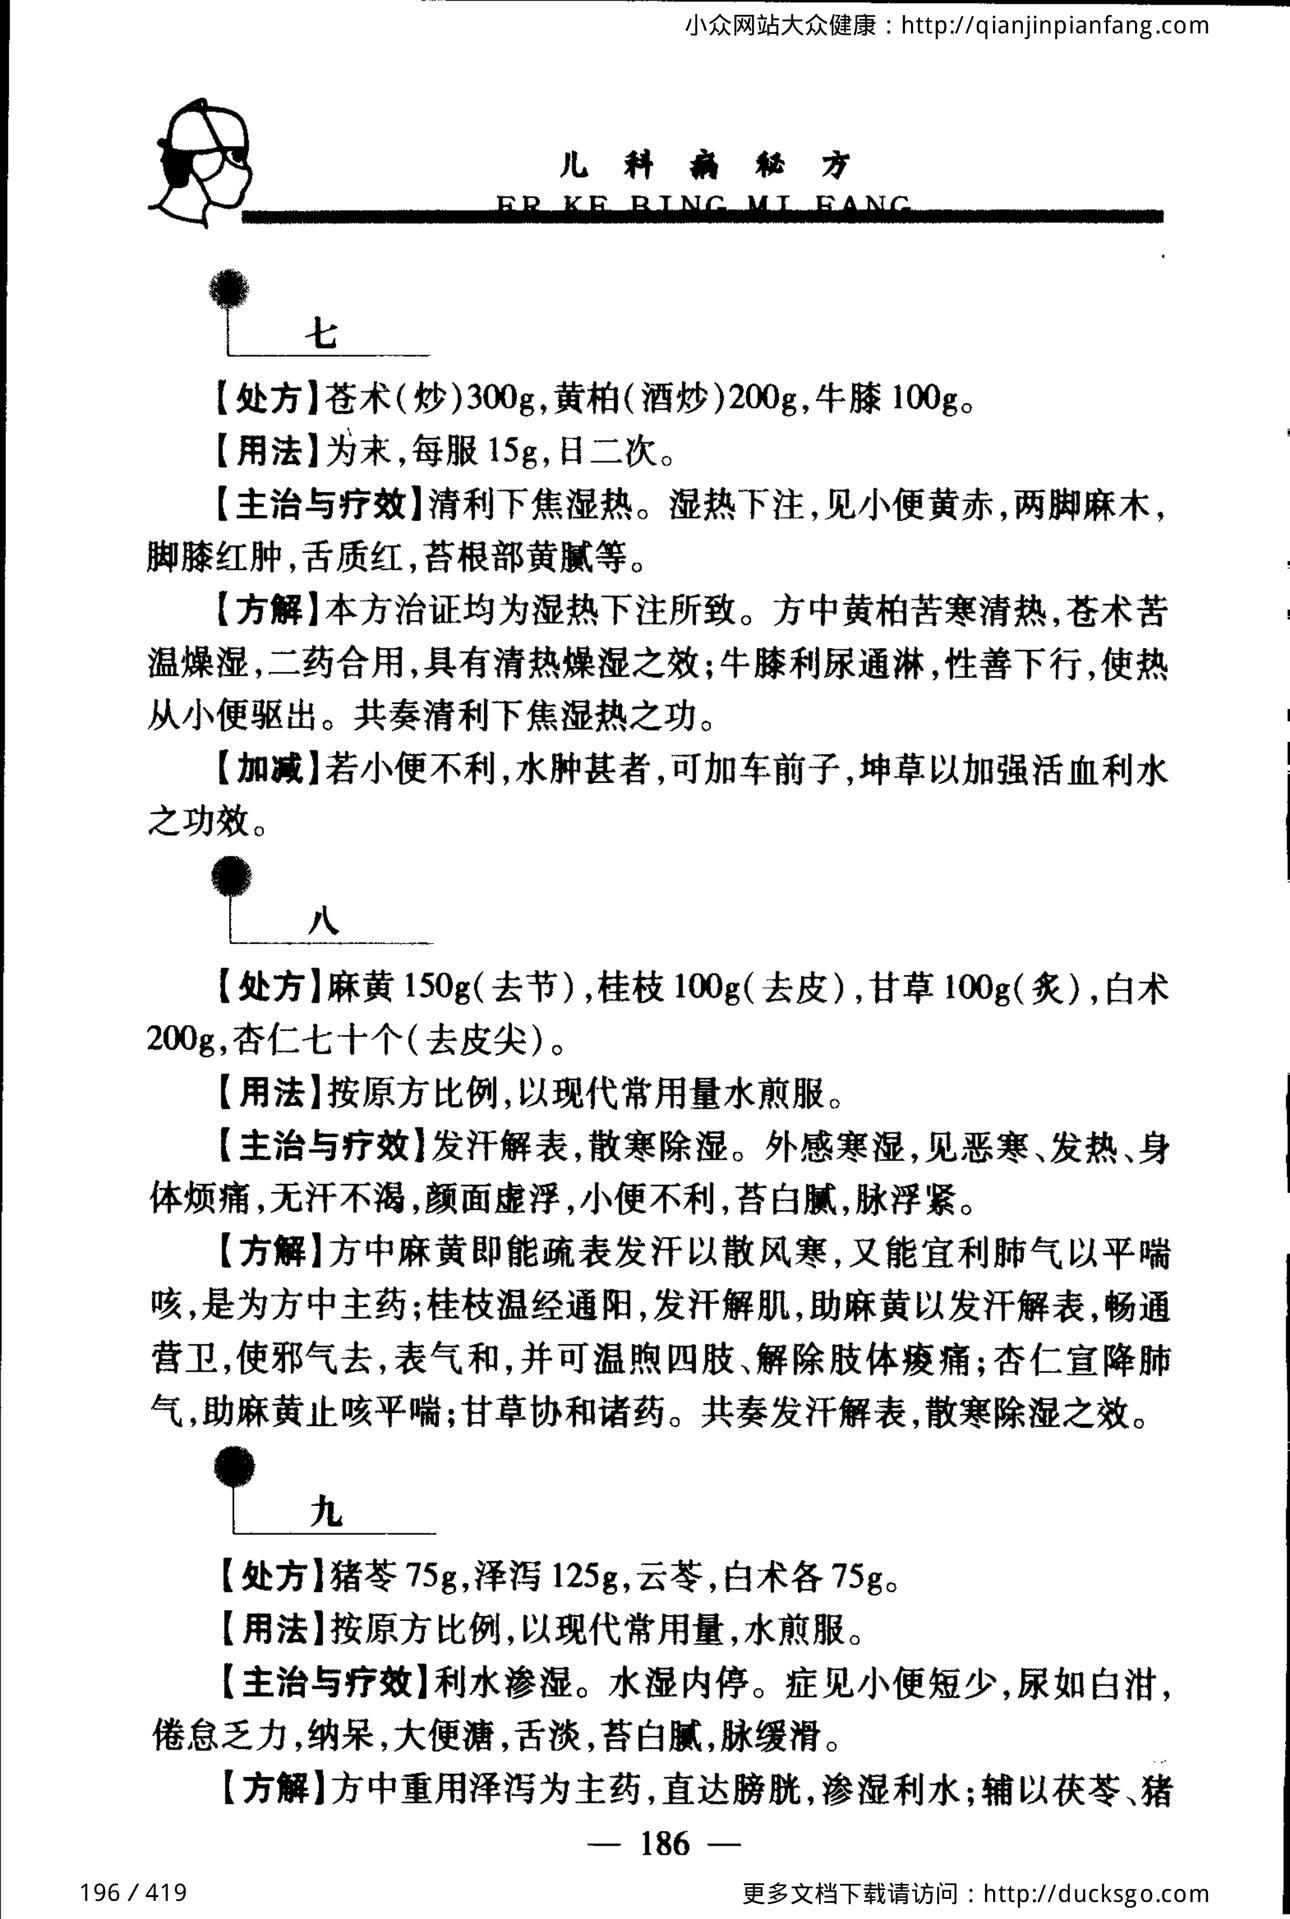 小众网站大众健康：http://qianjinpianfang.com
儿科病秘方
ER KE BING MI FANG
七
【处方】苍术(炒)300g,黄柏(酒炒)200g,牛膝100g。
【用法】为末,每服15g,日二次。
【主治与疗效】清利下焦湿热。湿热下注,见小便黄赤,两脚麻木,
脚膝红肿,舌质红,苔根部黄腻等。
【方解】本方治证均为湿热下注所致。方中黄柏苦寒清热,苍术苦
温燥湿,二药合用,具有清热燥湿之效;牛膝利尿通淋,性善下行,使热
从小便驱出。共奏清利下焦湿热之功。
【加减】若小便不利,水肿甚者,可加车前子,坤草以加强活血利水
之功效。
八
【处方】麻黄150g(去节),桂枝100g(去皮),甘草100g(炙),白术
200g,杏仁七十个(去皮尖)。
【用法】按原方比例,以现代常用量水煎服。
【主治与疗效】发汗解表,散寒除湿。外感寒湿,见恶寒、发热、身
体烦痛,无汗不渴,颜面虚浮,小便不利,苔白腻,脉浮紧。
【方解】方中麻黄即能疏表发汗以散风寒,又能宜利肺气以平喘
咳,是为方中主药;桂枝温经通阳,发汗解肌,助麻黄以发汗解表,畅通
营卫,使邪气去,表气和,并可温煦四肢、解除肢体痠痛;杏仁宣降肺
气,助麻黄止咳平喘;甘草协和诸药。共奏发汗解表,散寒除湿之效。
九
【处方】猪苓75g,泽泻125g,云苓,白术各75g。
【用法】按原方比例,以现代常用量,水煎服。
【主治与疗效】利水渗湿。水湿内停。症见小便短少,尿如白泔,
倦怠乏力,纳呆,大便溏,舌淡,苔白腻,脉缓滑。
【方解】方中重用泽泻为主药,直达膀胱,渗湿利水;辅以茯苓、猪
— 186 —
196 / 419
更多文档下载请访问：http://ducksgo.com